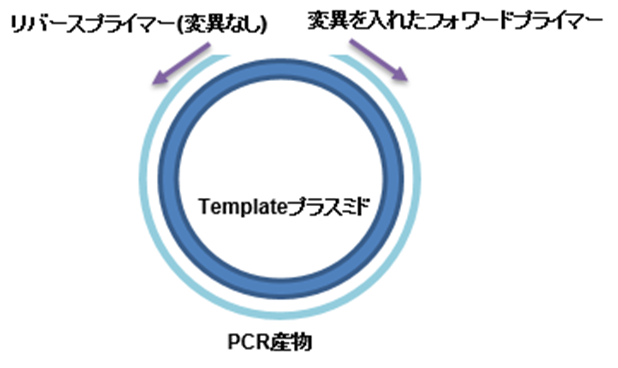 リバースプライマー(変異なし)
変異を入れたフォワードプライマー
Templateプラスミド
PCR産物